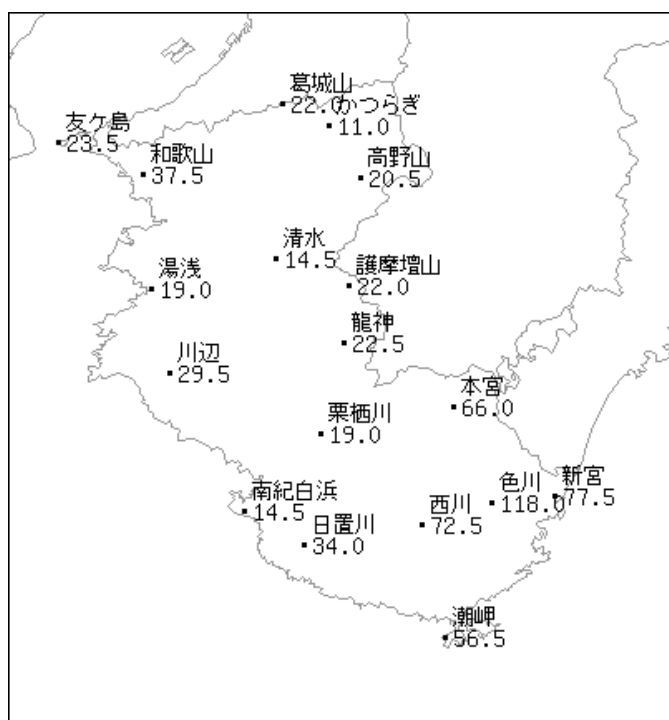 葛城山
22.0
かつらぎ
11.0
友ケ島
23.5
和歌山
37.5
高野山
20.5
清水
14.5
護摩壇山
22.0
湯浅
19.0
龍神
22.5
川辺
29.5
本宮
66.0
栗栖川
19.0
新宮
77.5
色川
118.0
南紀白浜
14.5
西川
72.5
日置川
34.0
潮岬
56.5